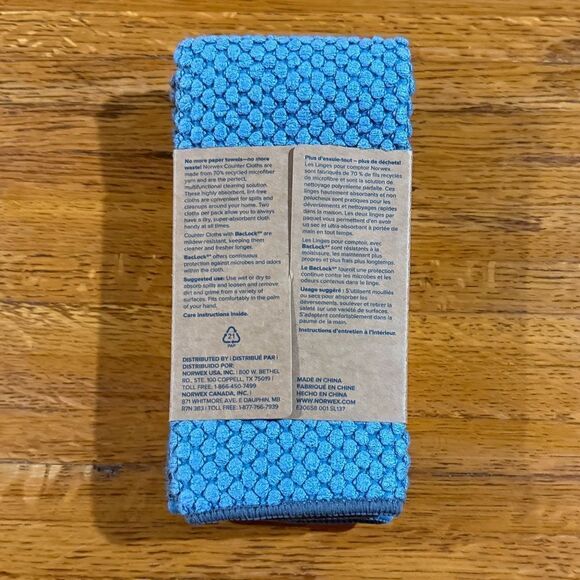 No more paper towels—no more
waste! Norwex Counter Cloths are
made from 70% recycled microfiber
yarn and are the perfect,
multifunctional cleaning solution.
These highly absorbent, lint-free
cloths are convenient for spills and
cleanups around your home. Two
cloths per pack allow you to always
have a dry, super-absorbent cloth
handy at all times.
Counter Cloths with BacLock®* are
mildew resistant, keeping them
cleaner and fresher longer.
BacLock®* offers continuous
protection against microbes and odors
within the cloth.
Suggested use: Use wet or dry to
absorb spills and loosen and remove
dirt and grime from a variety of
surfaces. Fits comfortably in the palm
of your hand.
Care instructions inside.
21
PAP
DISTRIBUTED BY | DISTRIBUÉ PAR |
DISTRIBUIDO POR:
NORWEX USA, INC. | 800 W. BETHEL
RD., STE. 100 COPPELL, TX 75019 |
TOLL FREE: 1-866-450-7499
NORWEX CANADA, INC. |
871 WHITMORE AVE. E DAUPHIN, MB
R7N 3B3 | TOLL FREE: 1-877-766-7939
Plus d'essuie-tout – plus de déchets!
Les Linges pour comptoir Norwex
sont fabriqués de 70 % de fils recyclés
de microfibre et sont la solution de
nettoyage polyvalente parfaite. Ces
linges hautement absorbants et non
pelucheux sont pratiques pour les
déversements et nettoyages rapides
dans la maison. Les deux linges par
paquet vous permettent d'en avoir
un sec et ultra-absorbant à portée de
main en tout temps.
Les Linges pour comptoir, avec
BacLock®* sont résistants à la
moisissure, les maintenant plus
propres et plus frais plus longtemps.
Le BacLock®* fournit une protection
continue contre les microbes et les
odeurs contenus dans le linge.
Usage suggéré : S'utilisent mouillés
ou secs pour absorber les
déversements, soulever et retirer la
saleté sur une variété de surfaces.
S'adaptent confortablement dans la
paume de la main.
Instructions d'entretien à l'intérieur.
MADE IN CHINA
FABRIQUÉ EN CHINE
HECHO EN CHINA
WWW.NORWEX.COM
E300658 001 SL137